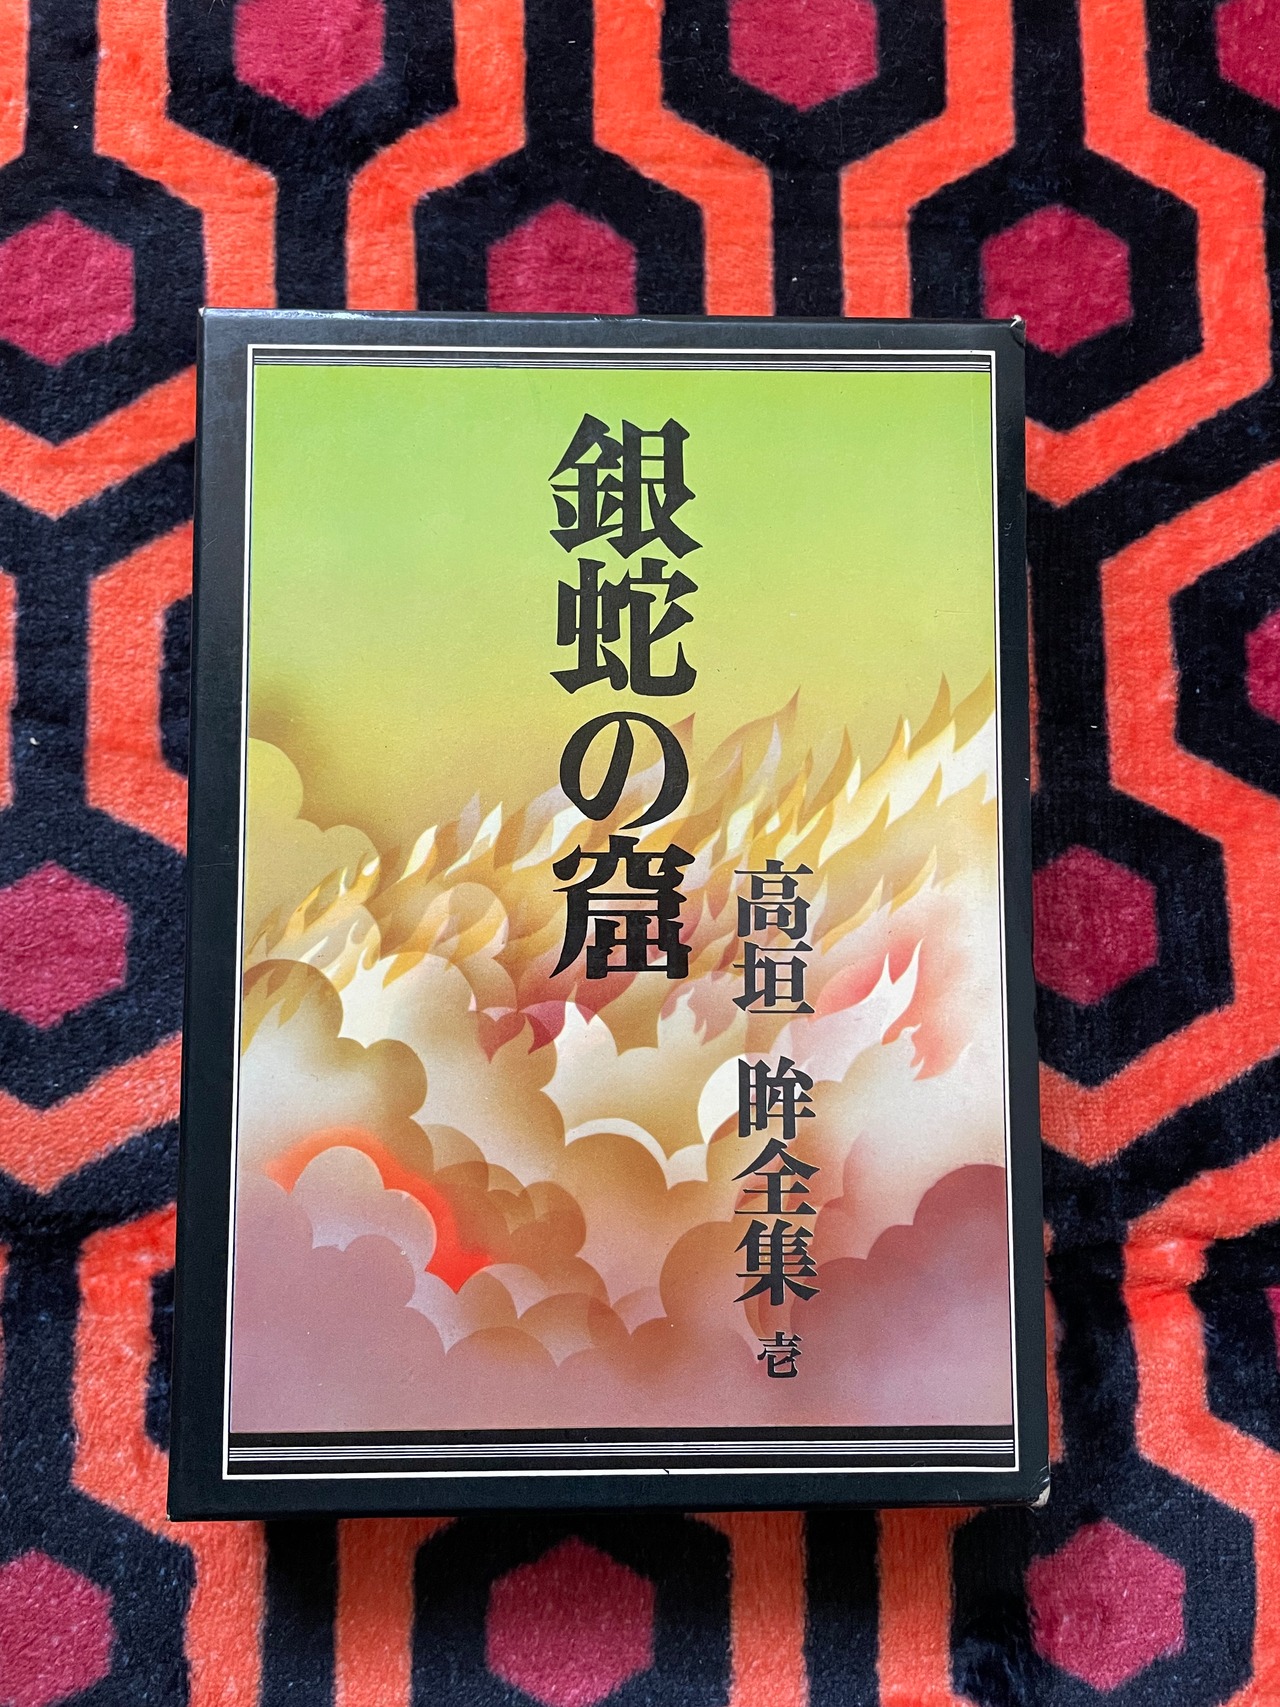 銀蛇の窟
高垣 眸全集 壱